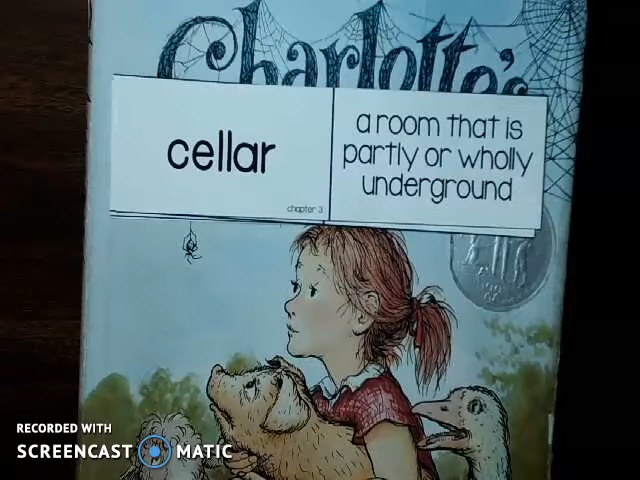 Charlotte's
cellar
a room that is
partly or wholly
underground
chapter 3
RECORDED WITH
SCREENCAST MATIC